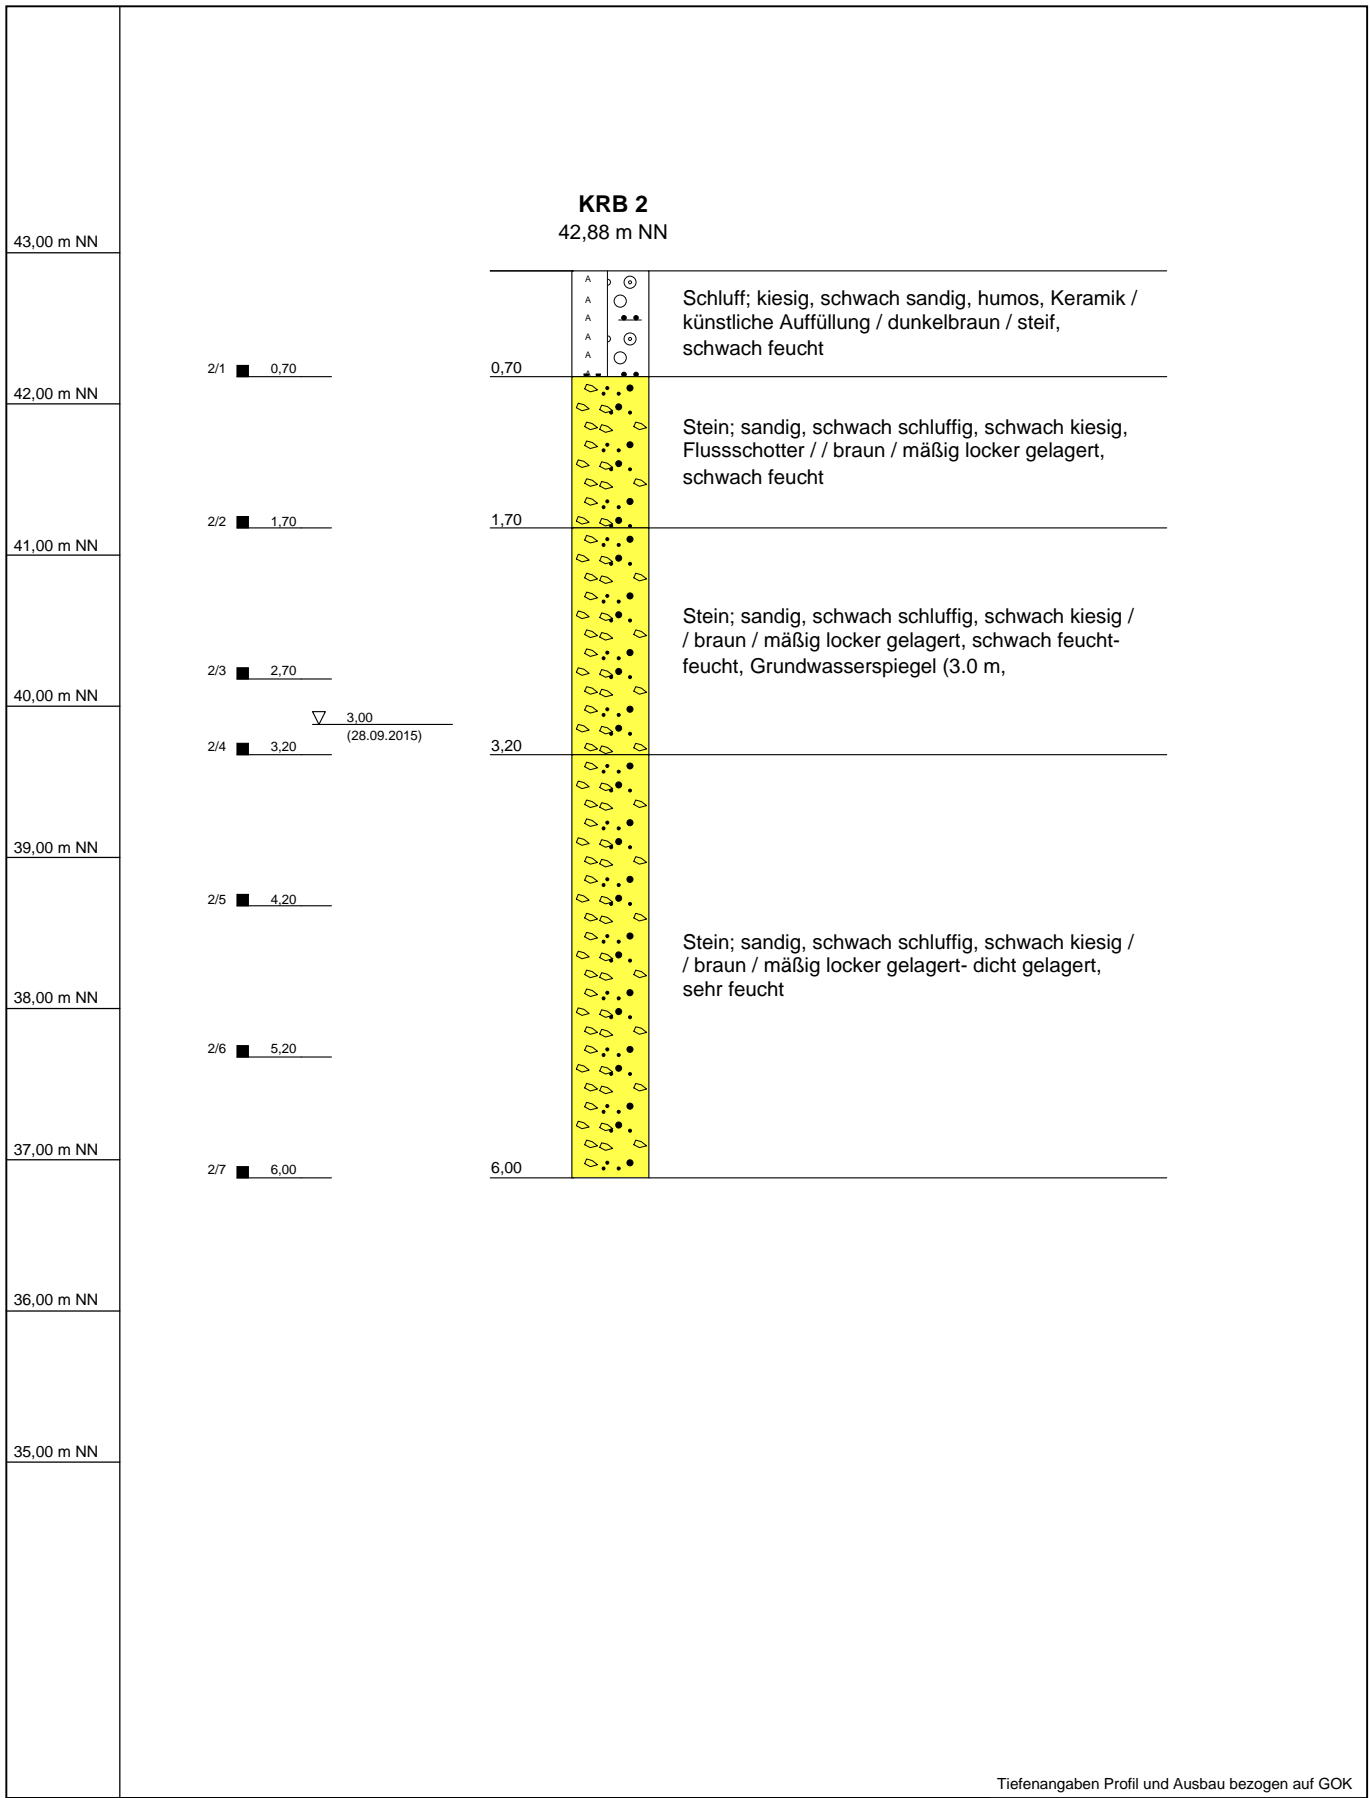 KRB 2
42,88 m NN
43,00 m NN
A
A
A
A
A
A
Schluff; kiesig, schwach sandig, humos, Keramik /
künstliche Auffüllung / dunkelbraun / steif,
schwach feucht
2/1 0,70 0,70
42,00 m NN
Stein; sandig, schwach schluffig, schwach kiesig,
Flussschotter / / braun / mäßig locker gelagert,
schwach feucht
2/2 1,70 1,70
41,00 m NN
Stein; sandig, schwach schluffig, schwach kiesig /
/ braun / mäßig locker gelagert, schwach feucht-
feucht, Grundwasserspiegel (3.0 m,
2/3 2,70
40,00 m NN
3,00
(28.09.2015)
2/4 3,20 3,20
39,00 m NN
2/5 4,20
Stein; sandig, schwach schluffig, schwach kiesig /
/ braun / mäßig locker gelagert- dicht gelagert,
sehr feucht
38,00 m NN
2/6 5,20
37,00 m NN
2/7 6,00 6,00
36,00 m NN
35,00 m NN
Tiefenangaben Profil und Ausbau bezogen auf GOK